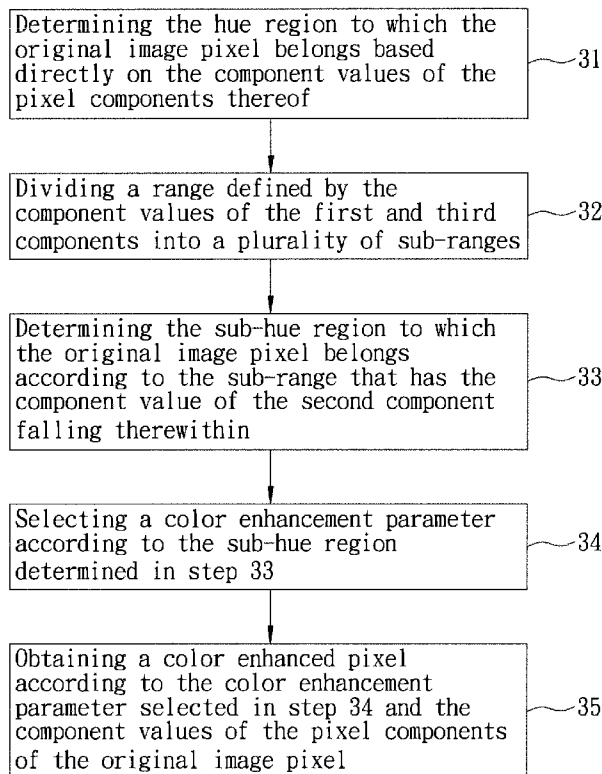 Determining the hue region to which the
original image pixel belongs based
directly on the component values of the
pixel components thereof
31
Dividing a range defined by the
component values of the first and third
components into a plurality of sub-ranges
32
Determining the sub-hue region to which
the original image pixel belongs
according to the sub-range that has the
component value of the second component
falling therewithin
33
Selecting a color enhancement parameter
according to the sub-hue region
determined in step 33
34
Obtaining a color enhanced pixel
according to the color enhancement
parameter selected in step 34 and the
component values of the pixel components
of the original image pixel
35